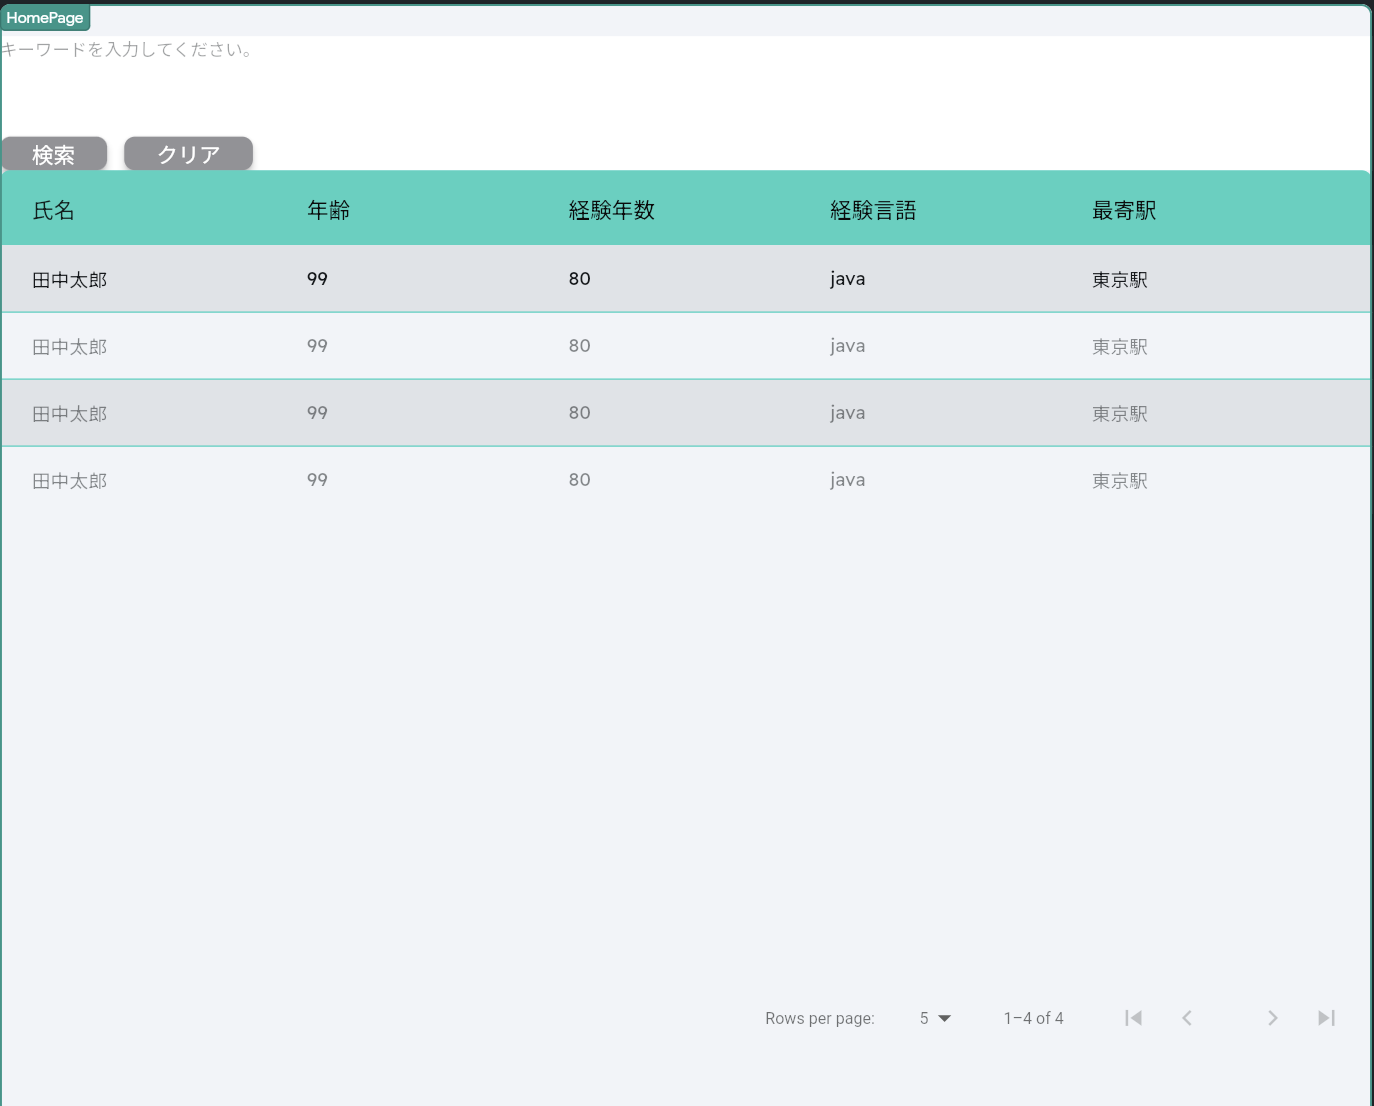 HomePage
キーワードを入力してください。
検索 クリア
氏名 年齢 経験年数 経験言語 最寄駅
田中太郎 99 80 java 東京駅
田中太郎 99 80 java 東京駅
田中太郎 99 80 java 東京駅
田中太郎 99 80 java 東京駅
Rows per page: 5 1–4 of 4